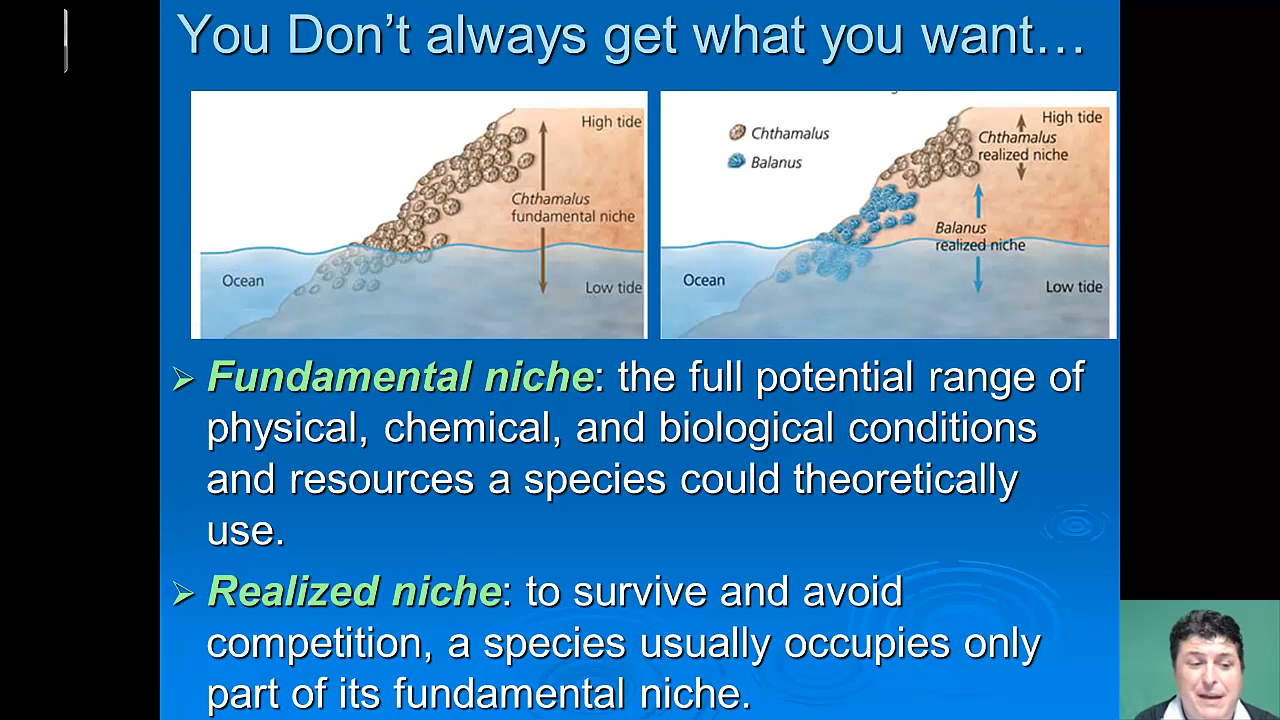 You Don’t always get what you want…
High tide
Chthamalus
fundamental niche
Ocean
Low tide
Chthamalus
Balanus
High tide
Chthamalus
realized niche
Balanus
realized niche
Ocean
Low tide
Fundamental niche: the full potential range of
physical, chemical, and biological conditions
and resources a species could theoretically
use.
Realized niche: to survive and avoid
competition, a species usually occupies only
part of its fundamental niche.